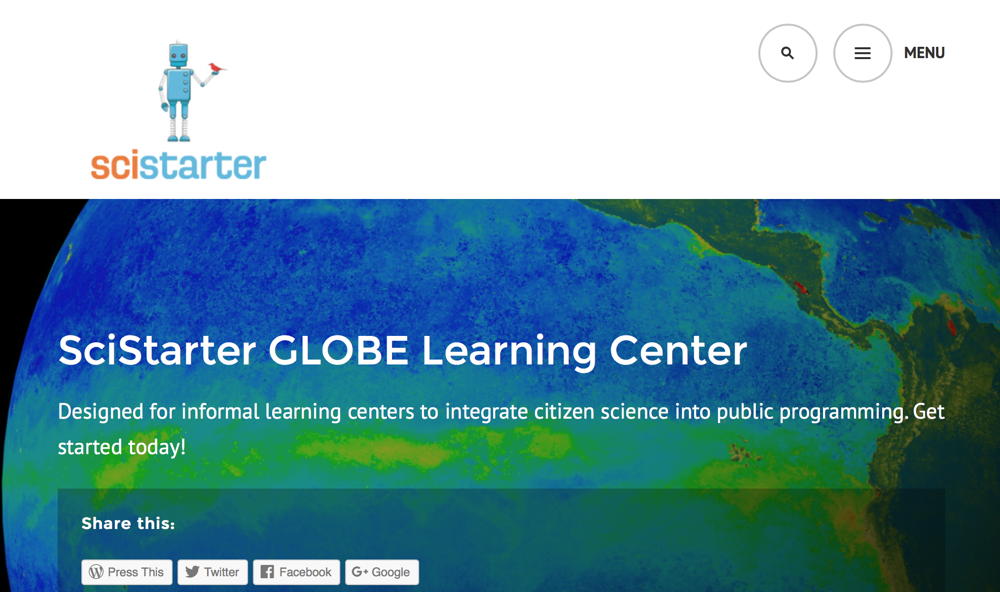 MENU
scistarter
SciStarter GLOBE Learning Center
Designed for informal learning centers to integrate citizen science into public programming. Get
started today!
Share this:
Press This
Twitter
Facebook
G+ Google